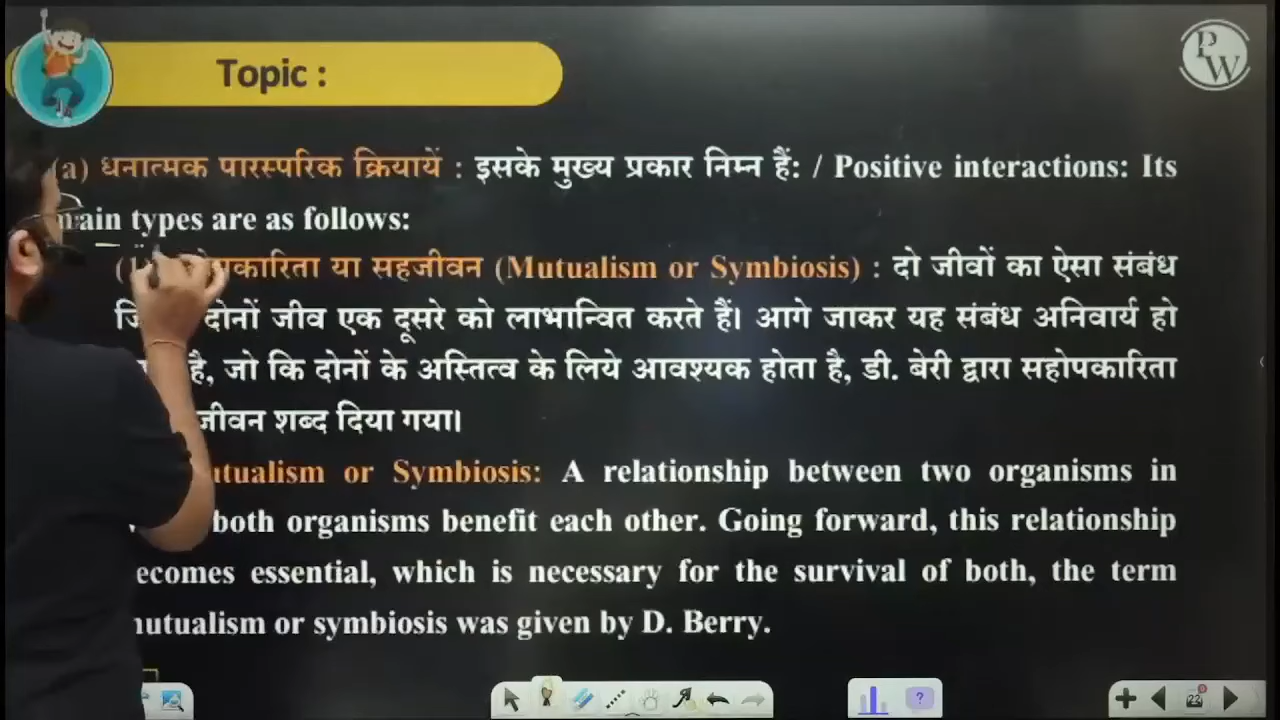 Topic :
PW
(a) धनात्मक पारस्परिक क्रियायें : इसके मुख्य प्रकार निम्न हैं: / Positive interactions: Its
main types are as follows:
पकारिता या सहजीवन (Mutualism or Symbiosis) : दो जीवों का ऐसा संबंध
दोनों जीव एक दूसरे को लाभान्वित करते हैं। आगे जाकर यह संबंध अनिवार्य हो
है, जो कि दोनों के अस्तित्व के लिये आवश्यक होता है, डी. बेरी द्वारा सहोपकारिता
जीवन शब्द दिया गया।
utualism or Symbiosis: A relationship between two organisms in
both organisms benefit each other. Going forward, this relationship
ecomes essential, which is necessary for the survival of both, the term
mutualism or symbiosis was given by D. Berry.
22